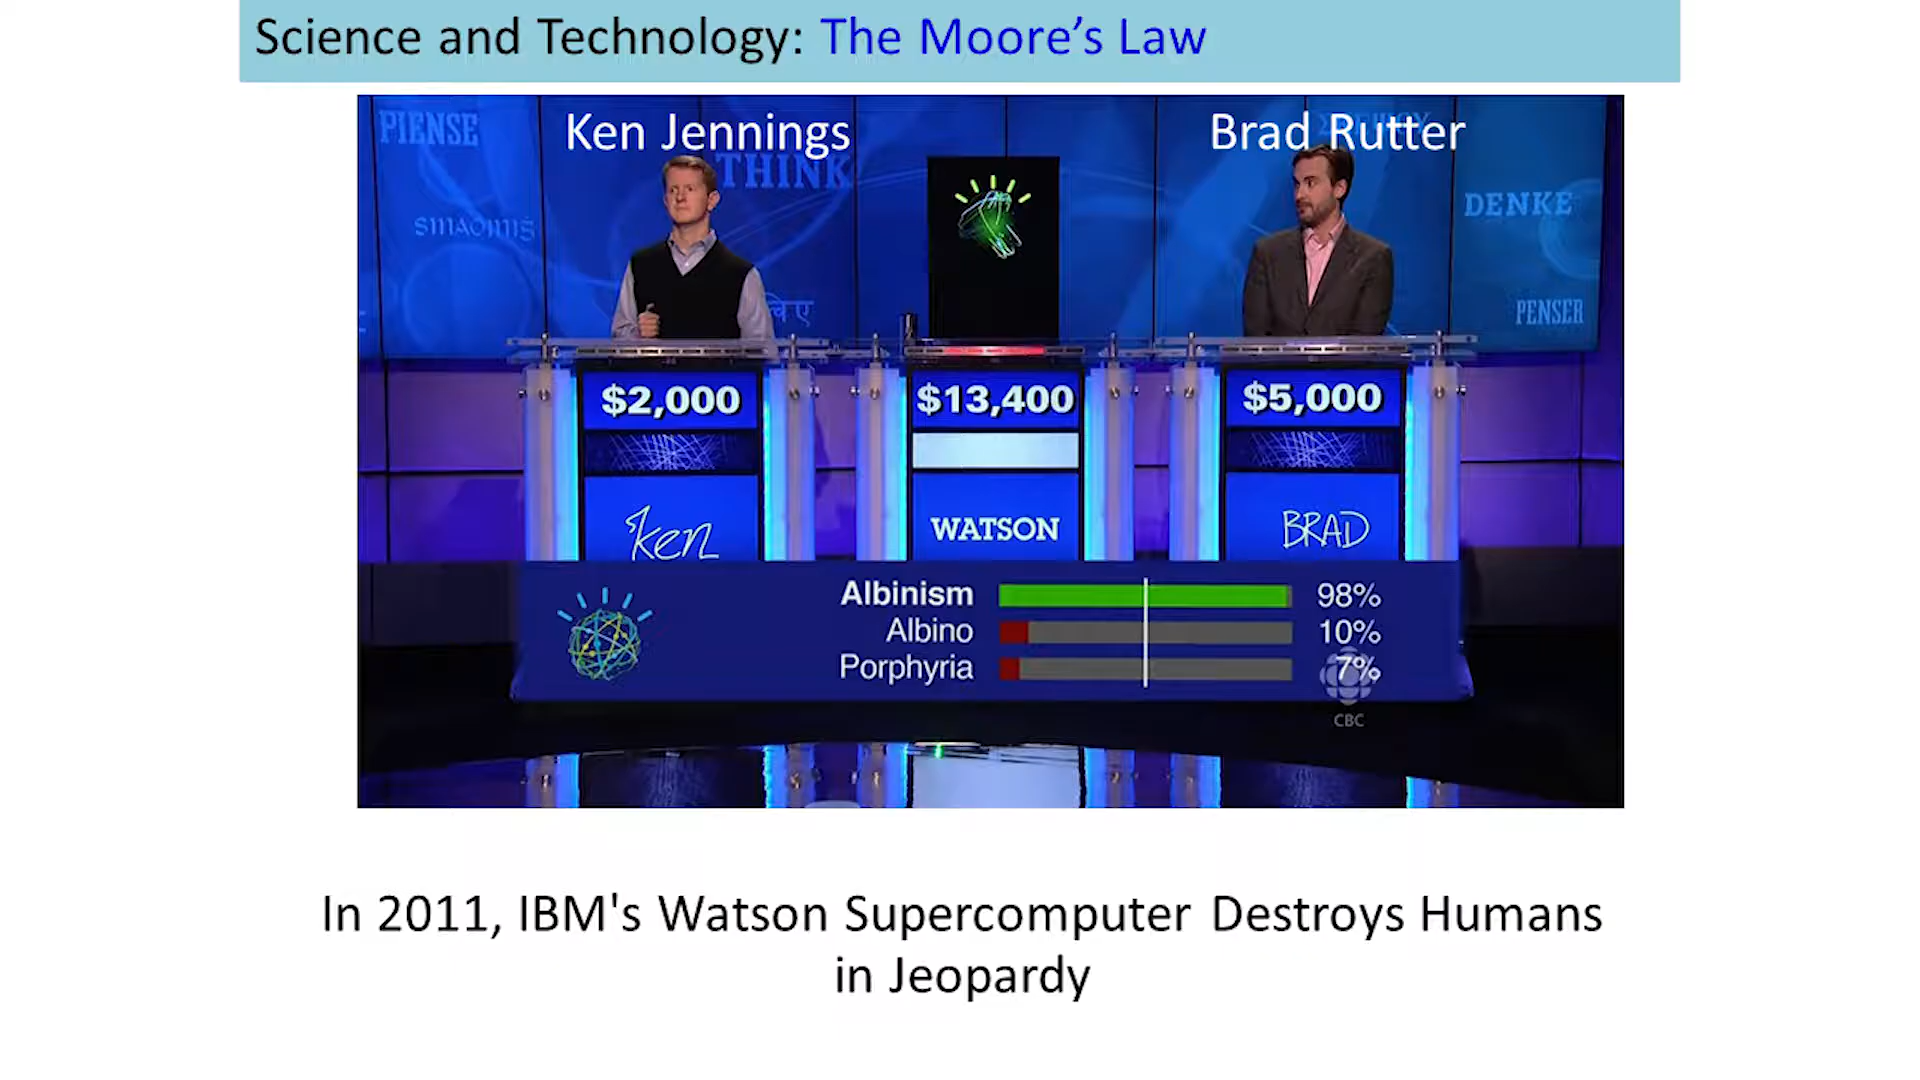 Science and Technology: The Moore's Law
Ken Jennings
Brad Rutter
PIENSE
THINK
DENKE
PENSER
$2,000
$13,400
$5,000
Ken
WATSON
BRAD
Albinism 98%
Albino 10%
Porphyria 7%
CBC
In 2011, IBM's Watson Supercomputer Destroys Humans
in Jeopardy